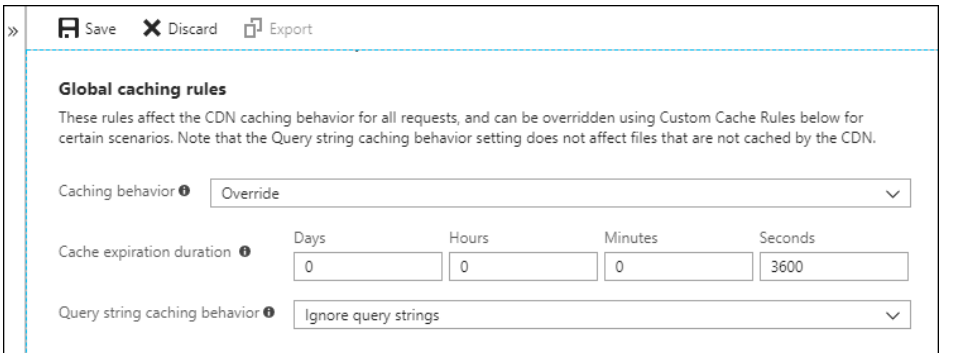 » Save Discard Export
Global caching rules
These rules affect the CDN caching behavior for all requests, and can be overridden using Custom Cache Rules below for
certain scenarios. Note that the Query string caching behavior setting does not affect files that are not cached by the CDN.
Caching behavior Override
Days Hours Minutes Seconds
Cache expiration duration
0 0 0 3600
Query string caching behavior Ignore query strings